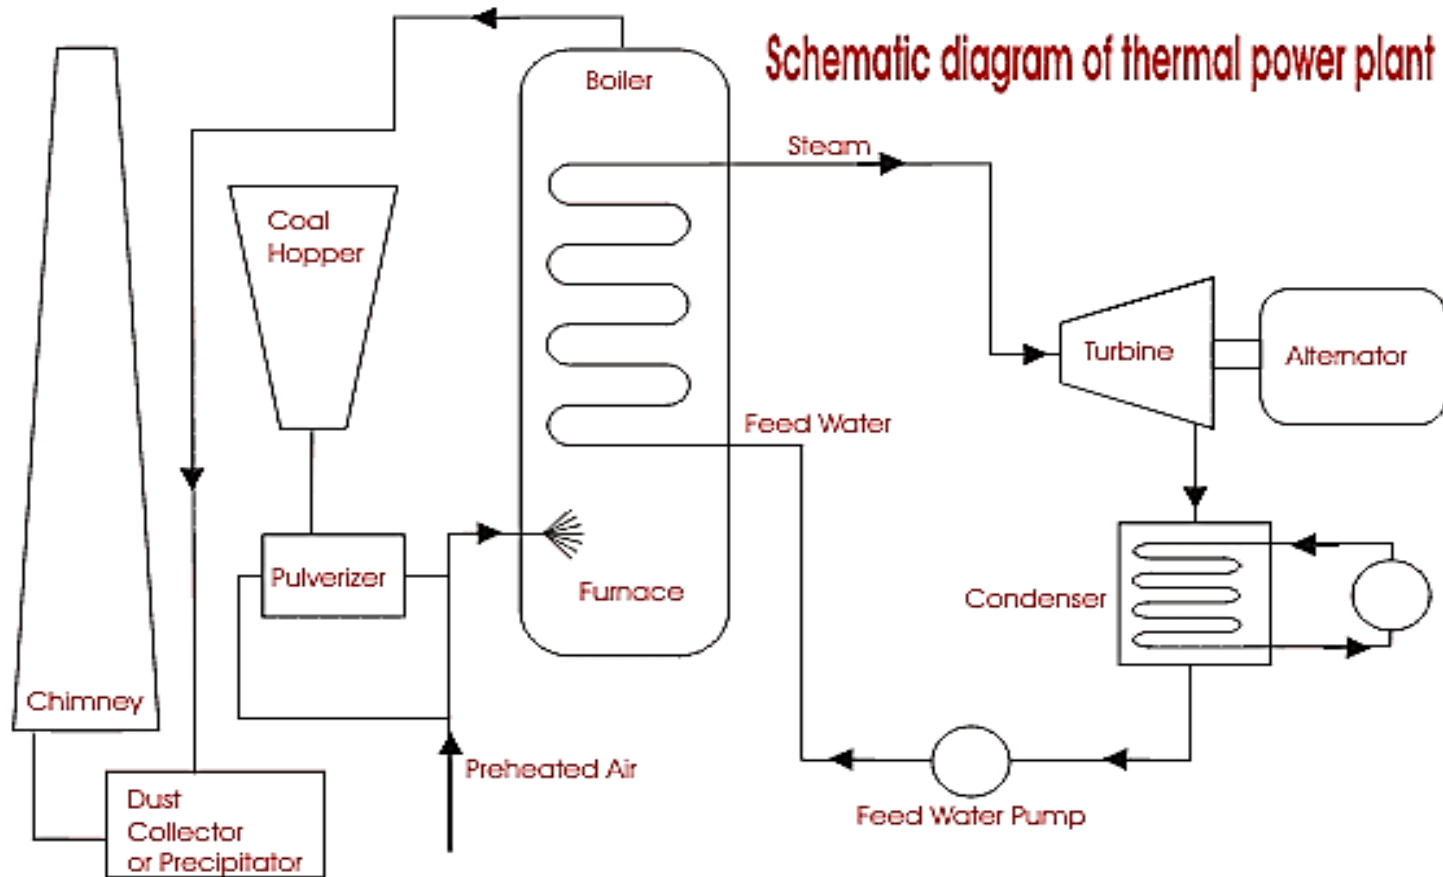 Schematic diagram of thermal power plant
Boiler
Steam
Coal
Hopper
Turbine
Alternator
Feed Water
Pulverizer
Furnace
Condenser
Chimney
Preheated Air
Feed Water Pump
Dust
Collector
or Precipitator